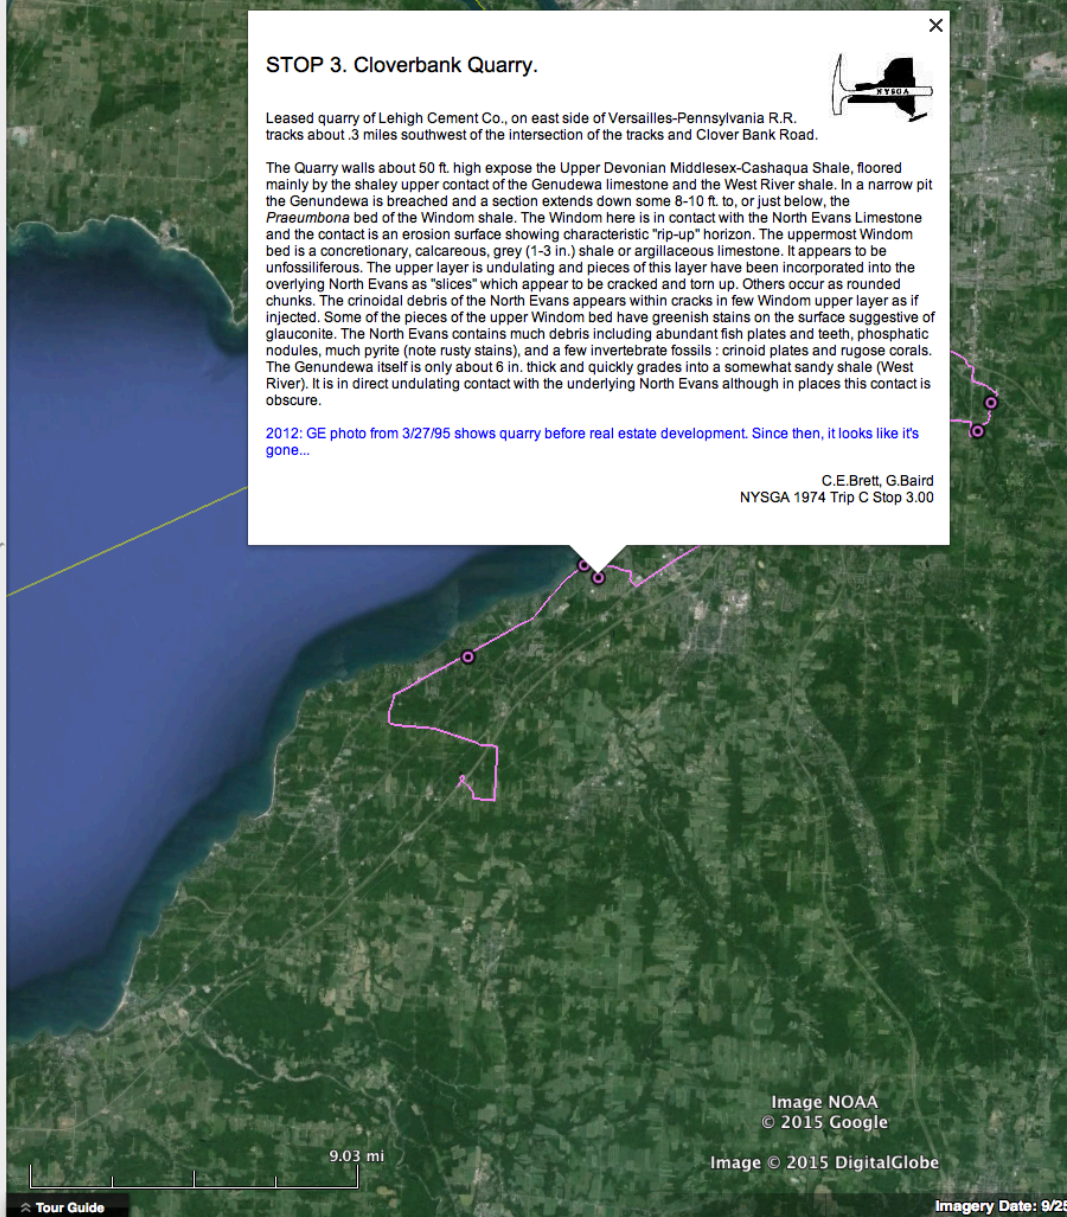 STOP 3. Cloverbank Quarry.
NYSGA
Leased quarry of Lehigh Cement Co., on east side of Versailles-Pennsylvania R.R.
tracks about .3 miles southwest of the intersection of the tracks and Clover Bank Road.
The Quarry walls about 50 ft. high expose the Upper Devonian Middlesex-Cashaqua Shale, floored
mainly by the shaley upper contact of the Genudewa limestone and the West River shale. In a narrow pit
the Genundewa is breached and a section extends down some 8-10 ft. to, or just below, the
Praeumbona bed of the Windom shale. The Windom here is in contact with the North Evans Limestone
and the contact is an erosion surface showing characteristic "rip-up" horizon. The uppermost Windom
bed is a concretionary, calcareous, grey (1-3 in.) shale or argillaceous limestone. It appears to be
unfossiliferous. The upper layer is undulating and pieces of this layer have been incorporated into the
overlying North Evans as "slices" which appear to be cracked and torn up. Others occur as rounded
chunks. The crinoidal debris of the North Evans appears within cracks in few Windom upper layer as if
injected. Some of the pieces of the upper Windom bed have greenish stains on the surface suggestive of
glauconite. The North Evans contains much debris including abundant fish plates and teeth, phosphatic
nodules, much pyrite (note rusty stains), and a few invertebrate fossils : crinoid plates and rugose corals.
The Genundewa itself is only about 6 in. thick and quickly grades into a somewhat sandy shale (West
River). It is in direct undulating contact with the underlying North Evans although in places this contact is
obscure.
2012: GE photo from 3/27/95 shows quarry before real estate development. Since then, it looks like it's
gone...
C.E.Brett, G.Baird
NYSGA 1974 Trip C Stop 3.00
Image NOAA
© 2015 Google
9.03 mi
Image © 2015 DigitalGlobe
Tour Guide
Imagery Date: 9/25